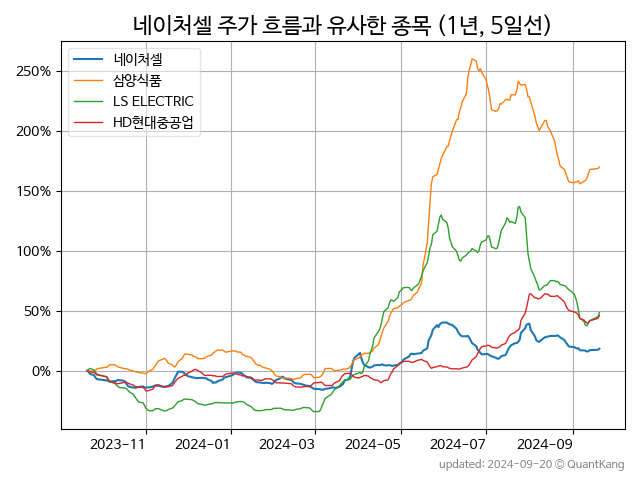 네이처셀 주가 흐름과 유사한 종목 (1년, 5일선)
네이처셀
삼양식품
LS ELECTRIC
HD현대중공업
250%
200%
150%
100%
50%
0%
2023-11 2024-01 2024-03 2024-05 2024-07 2024-09
updated: 2024-09-20 © QuantKang